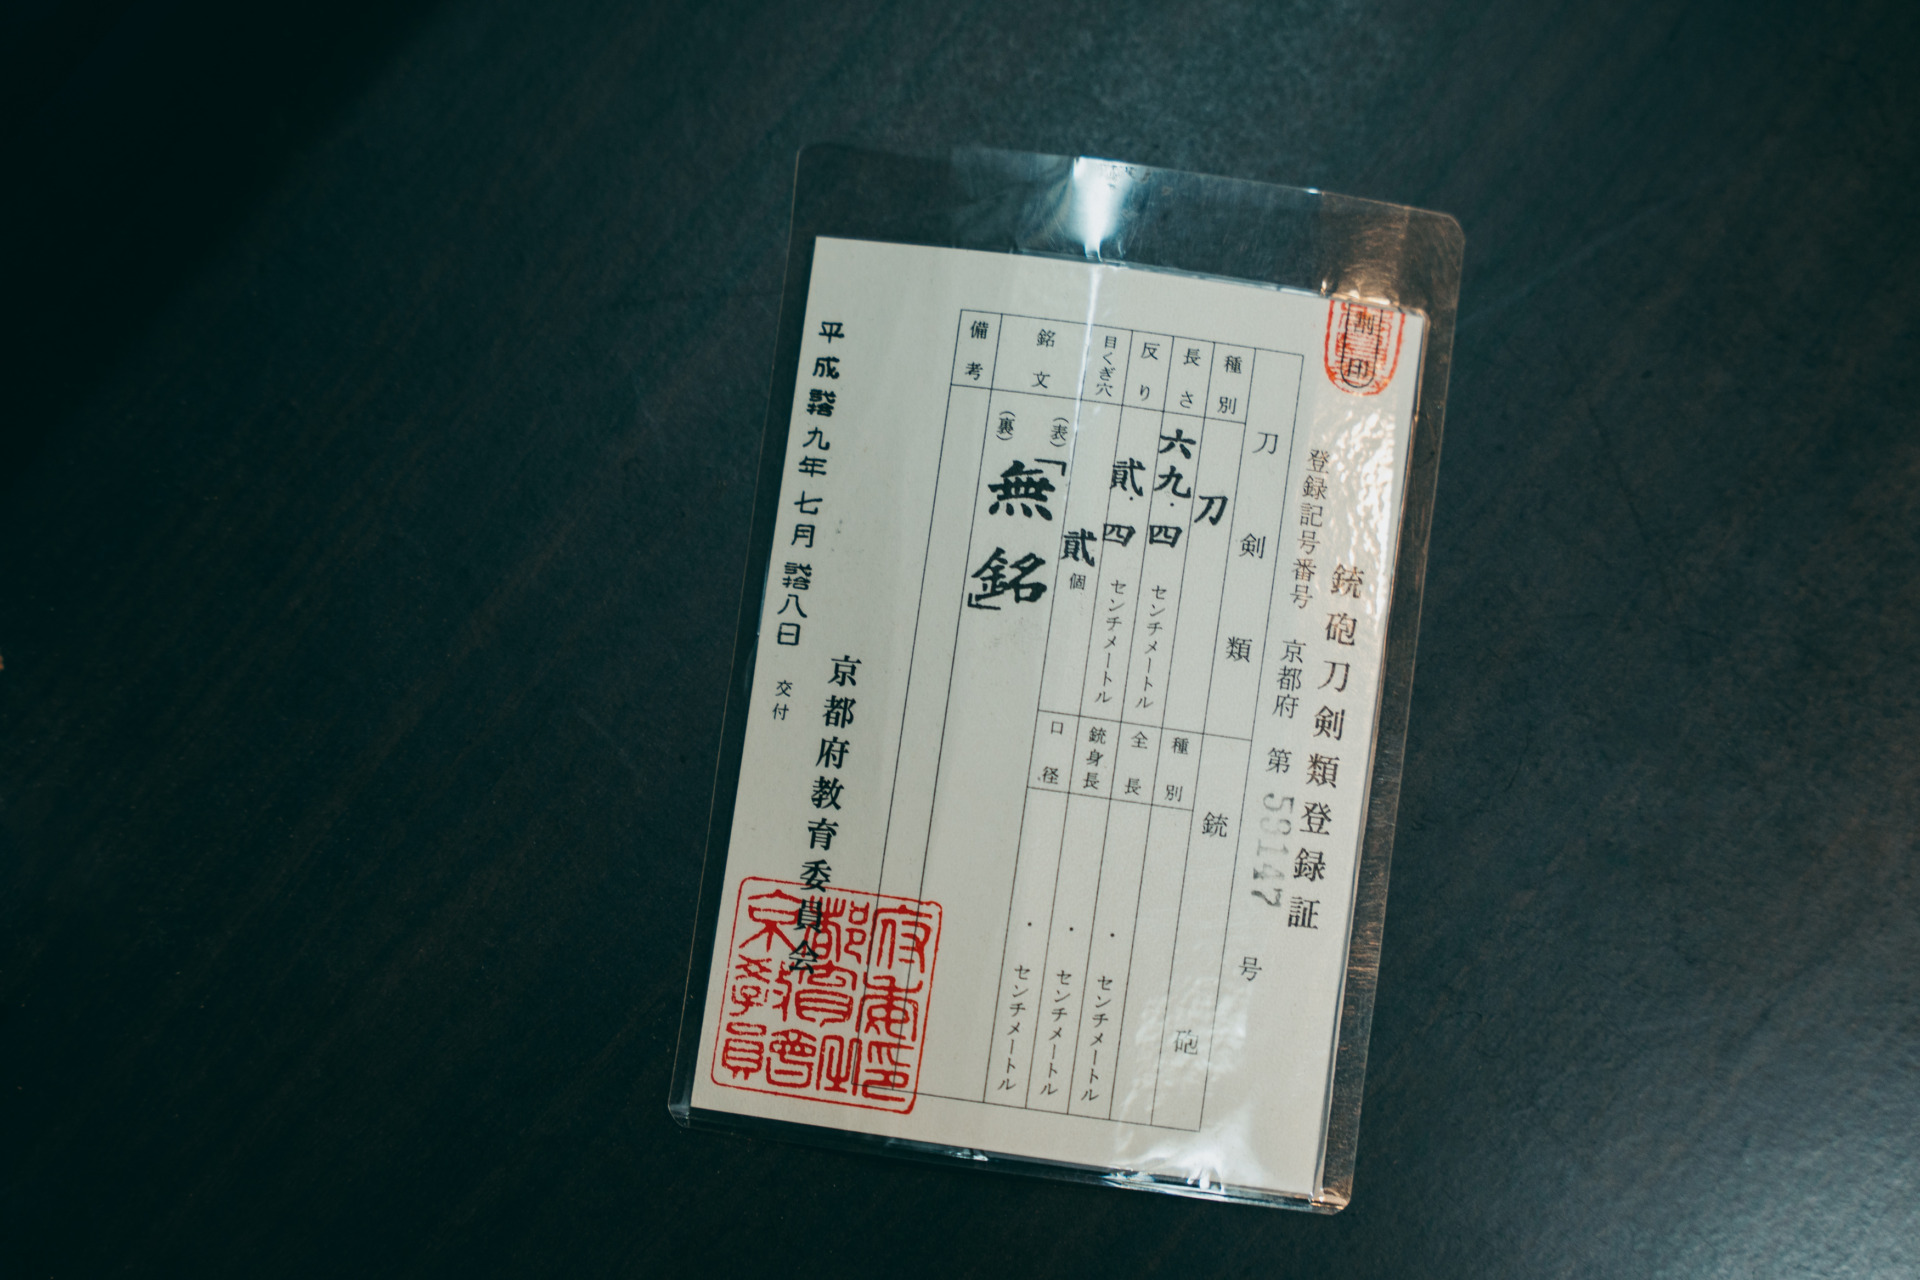 割印
銃砲刀剣類登録証
登録記号番号 京都府 第 59147 号
刀剣類
種別 刀
長さ 六九・四 センチメートル
反り 貳・四 センチメートル
目くぎ穴 貳 個
銘文 (表)「無銘」
(裏)
備考
銃砲
種別
全長 ・ センチメートル
銃身長 ・ センチメートル
口径 ・ センチメートル
平成弐拾九年七月弐拾八日 交付
京都府教育委員会